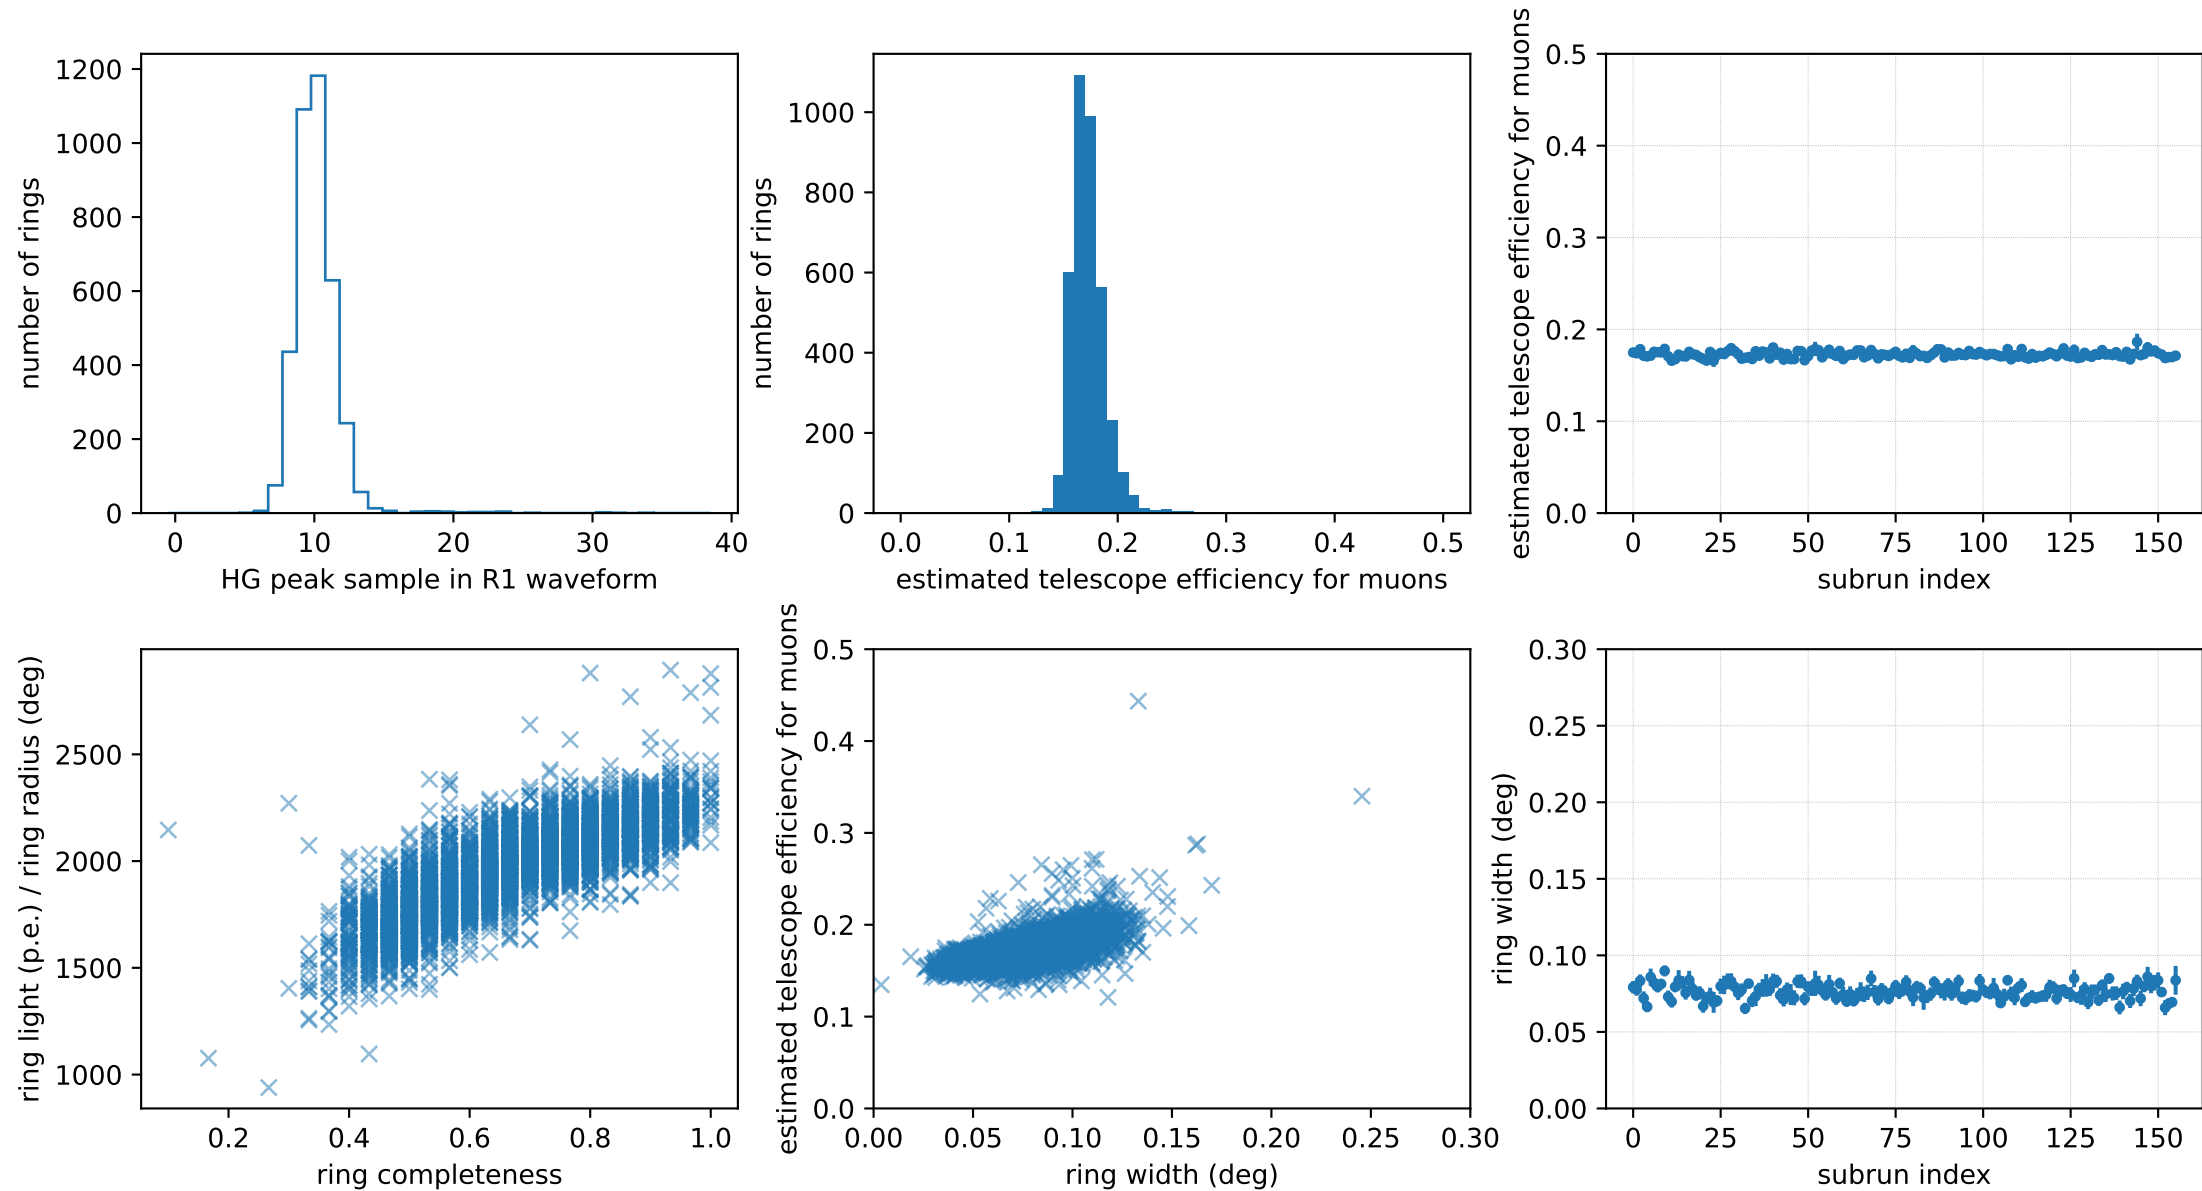 number of rings
1200
1000
800
600
400
200
0
0 10 20 30 40
HG peak sample in R1 waveform
number of rings
1000
800
600
400
200
0
0.0 0.1 0.2 0.3 0.4 0.5
estimated telescope efficiency for muons
estimated telescope efficiency for muons
0.5
0.4
0.3
0.2
0.1
0.0
0 25 50 75 100 125 150
subrun index
ring light (p.e.) / ring radius (deg)
2500
2000
1500
1000
0.2 0.4 0.6 0.8 1.0
ring completeness
estimated telescope efficiency for muons
0.5
0.4
0.3
0.2
0.1
0.0
0.00 0.05 0.10 0.15 0.20 0.25 0.30
ring width (deg)
ring width (deg)
0.30
0.25
0.20
0.15
0.10
0.05
0.00
0 25 50 75 100 125 150
subrun index